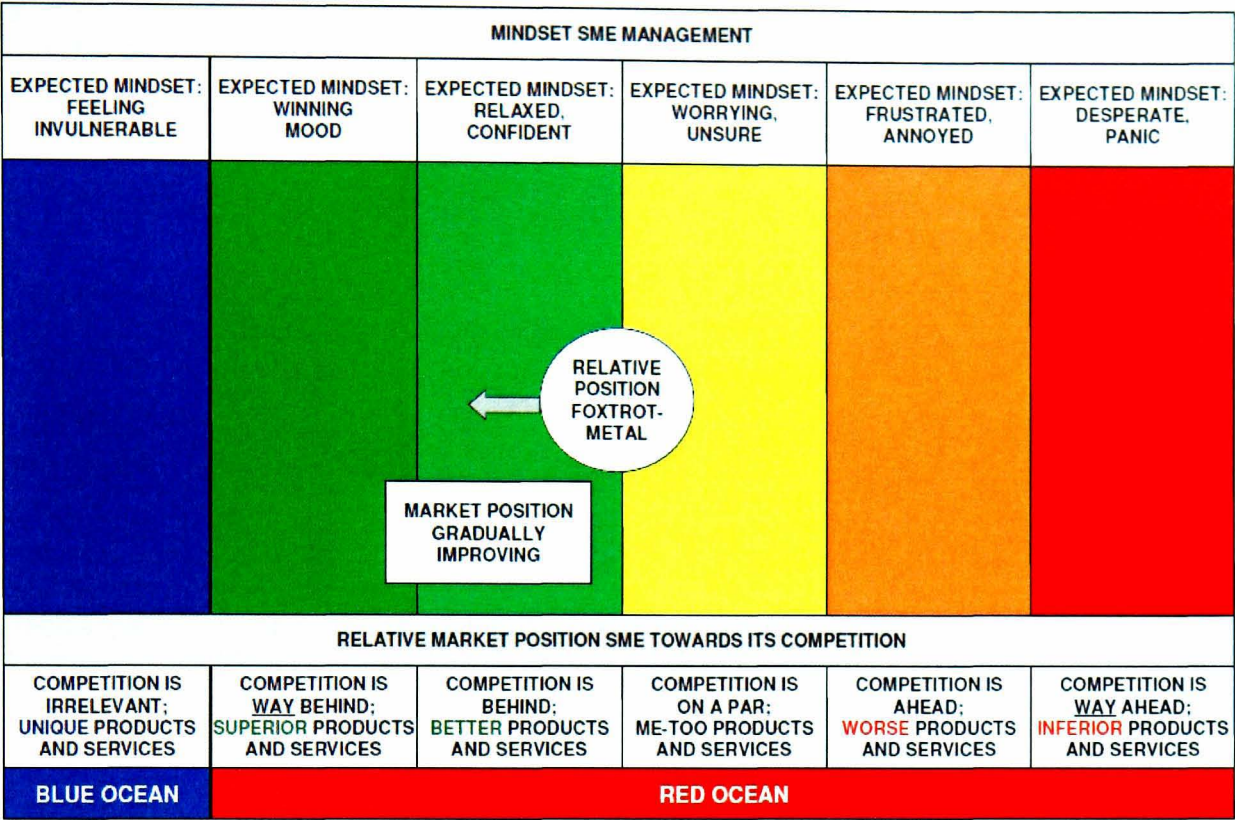 MINDSET SME MANAGEMENT
EXPECTED MINDSET:
FEELING
INVULNERABLE
EXPECTED MINDSET:
WINNING
MOOD
EXPECTED MINDSET:
RELAXED,
CONFIDENT
EXPECTED MINDSET:
WORRYING,
UNSURE
EXPECTED MINDSET:
FRUSTRATED,
ANNOYED
EXPECTED MINDSET:
DESPERATE,
PANIC
RELATIVE
POSITION
FOXTROT-
METAL
MARKET POSITION
GRADUALLY
IMPROVING
RELATIVE MARKET POSITION SME TOWARDS ITS COMPETITION
COMPETITION IS
IRRELEVANT;
UNIQUE PRODUCTS
AND SERVICES
COMPETITION IS
WAY BEHIND;
SUPERIOR PRODUCTS
AND SERVICES
COMPETITION IS
BEHIND;
BETTER PRODUCTS
AND SERVICES
COMPETITION IS
ON A PAR;
ME-TOO PRODUCTS
AND SERVICES
COMPETITION IS
AHEAD;
WORSE PRODUCTS
AND SERVICES
COMPETITION IS
WAY AHEAD;
INFERIOR PRODUCTS
AND SERVICES
BLUE OCEAN
RED OCEAN